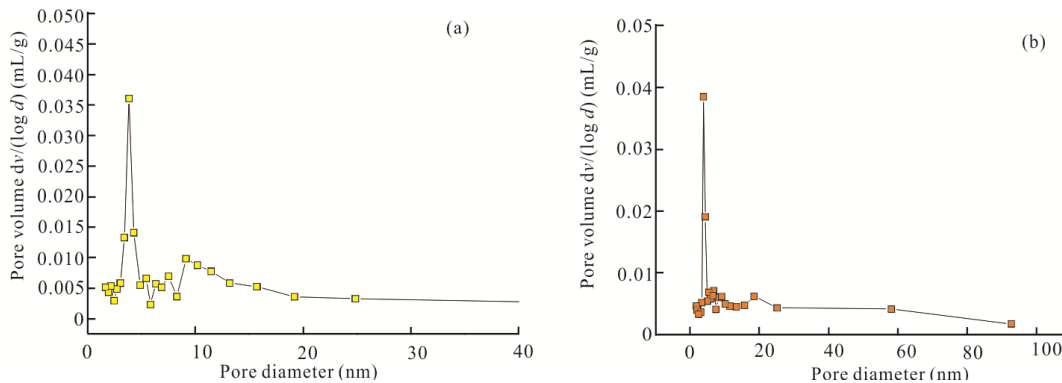 (a)
Pore volume dv/(log d) (mL/g)
0.050
0.045
0.040
0.035
0.030
0.025
0.020
0.015
0.010
0.005
0
0 10 20 30 40
Pore diameter (nm)
(b)
Pore volume dv/(log d) (mL/g)
0.05
0.04
0.03
0.02
0.01
0
0 20 40 60 80 100
Pore diameter (nm)